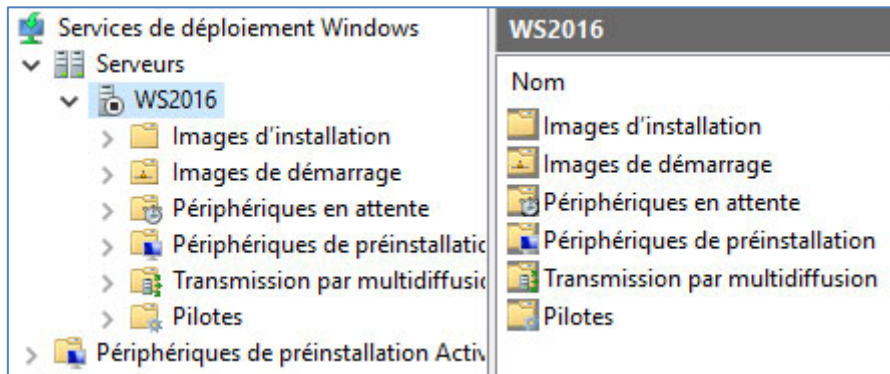 Services de déploiement Windows
Serveurs
WS2016
Images d'installation
Images de démarrage
Périphériques en attente
Périphériques de préinstallatic
Transmission par multidiffusi
Pilotes
Périphériques de préinstallation Activ
WS2016
Nom
Images d'installation
Images de démarrage
Périphériques en attente
Périphériques de préinstallation
Transmission par multidiffusion
Pilotes